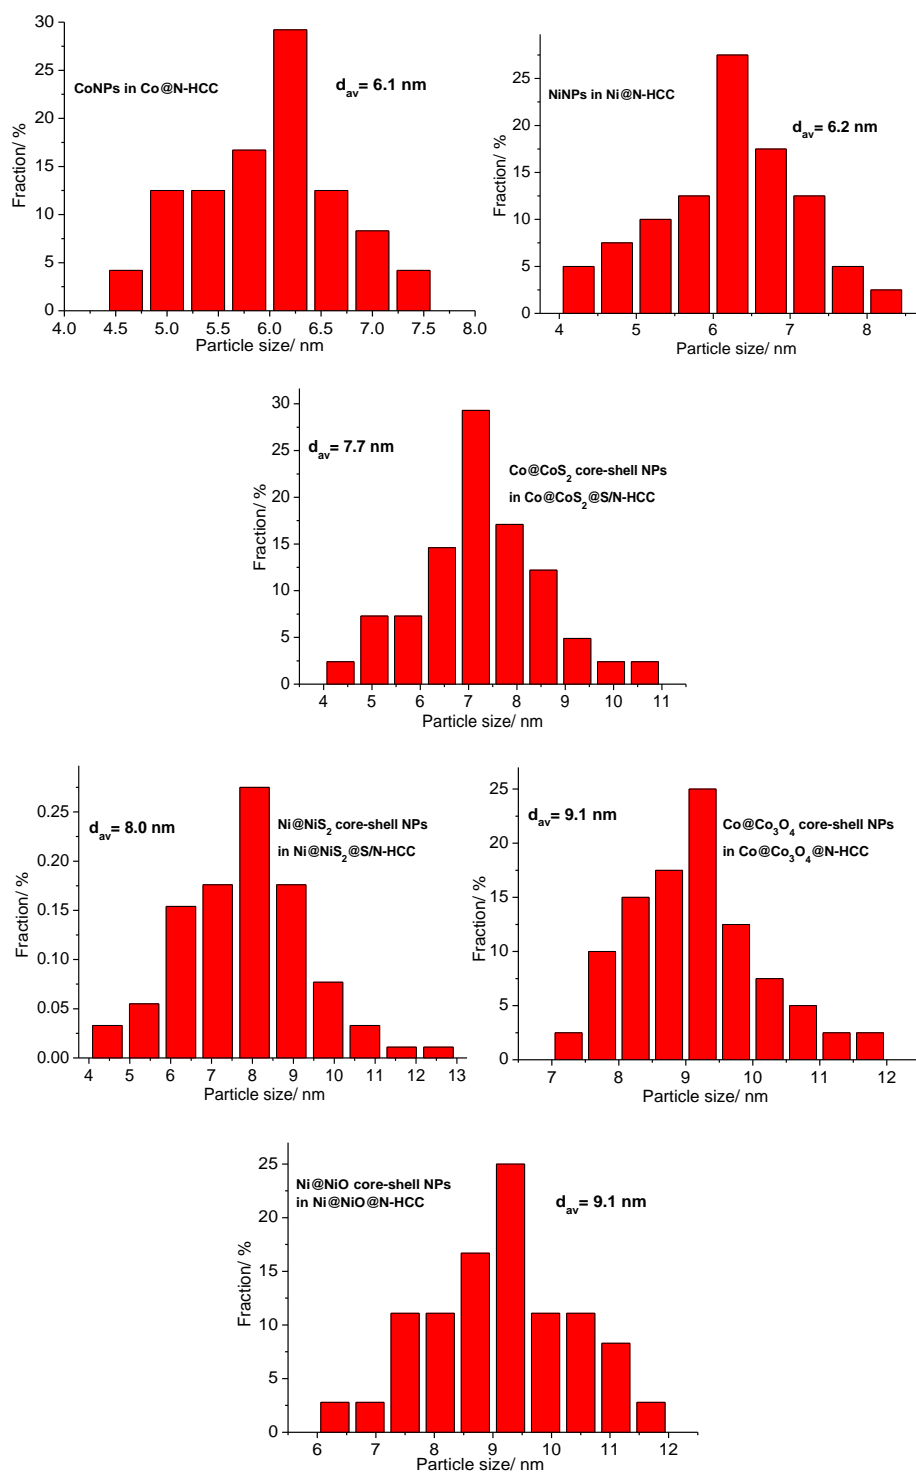 30
25
20
15
10
5
0
Fraction/ %
CoNPs in Co@N-HCC
dav= 6.1 nm
4.0 4.5 5.0 5.5 6.0 6.5 7.0 7.5 8.0
Particle size/ nm
25
20
15
10
5
0
Fraction/ %
NiNPs in Ni@N-HCC
dav= 6.2 nm
4 5 6 7 8
Particle size/ nm
30
25
20
15
10
5
0
Fraction/ %
dav= 7.7 nm
Co@CoS2 core-shell NPs
in Co@CoS2@S/N-HCC
4 5 6 7 8 9 10 11
Particle size/ nm
0.25
0.20
0.15
0.10
0.05
0.00
Fraction/ %
dav= 8.0 nm
Ni@NiS2 core-shell NPs
in Ni@NiS2@S/N-HCC
4 5 6 7 8 9 10 11 12 13
Particle size/ nm
25
20
15
10
5
0
Fraction/ %
dav= 9.1 nm
Co@Co3O4 core-shell NPs
in Co@Co3O4@N-HCC
7 8 9 10 11 12
Particle size/ nm
25
20
15
10
5
0
Fraction/ %
Ni@NiO core-shell NPs
in Ni@NiO@N-HCC
dav= 9.1 nm
6 7 8 9 10 11 12
Particle size/ nm